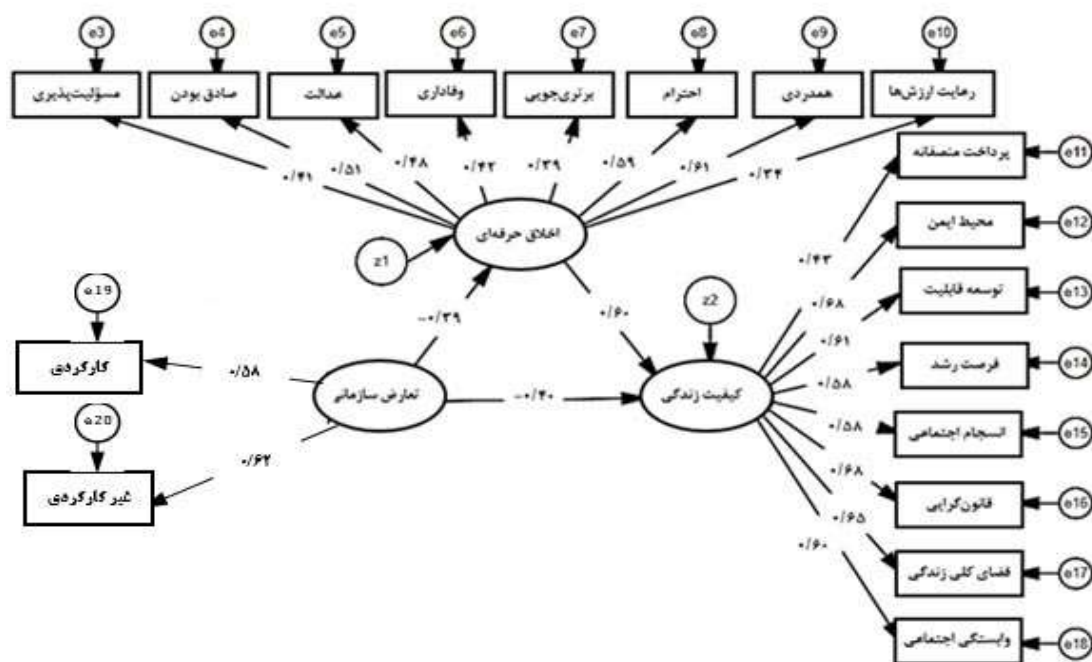 e3
e4
e5
e6
e7
e8
e9
e10
مسؤلیت‌پذیری
صادق بودن
عدالت
وفاداری
برتری‌جویی
احترام
همدردی
رعایت ارزش‌ها
۰/۴۱
۰/۵۱
۰/۴۸
۰/۴۲
۰/۳۹
۰/۵۹
۰/۶۱
۰/۳۴
پرداخت منصفانه
e11
اخلاق حرفه‌ای
z1
محیط ایمن
e12
۰/۴۳
توسعه قابلیت
e13
۰/۶۸
e19
z2
-۰/۳۹
۰/۶۰
۰/۶۱
کارکردی
۰/۵۸
فرصت رشد
e14
۰/۵۸
تعارض سازمانی
-۰/۴۰
کیفیت زندگی
e20
۰/۵۸
انسجام اجتماعی
e15
۰/۶۲
۰/۶۸
غیر کارکردی
قانون‌گرایی
e16
۰/۶۵
۰/۶۰
فضای کلی زندگی
e17
وابستگی اجتماعی
e18